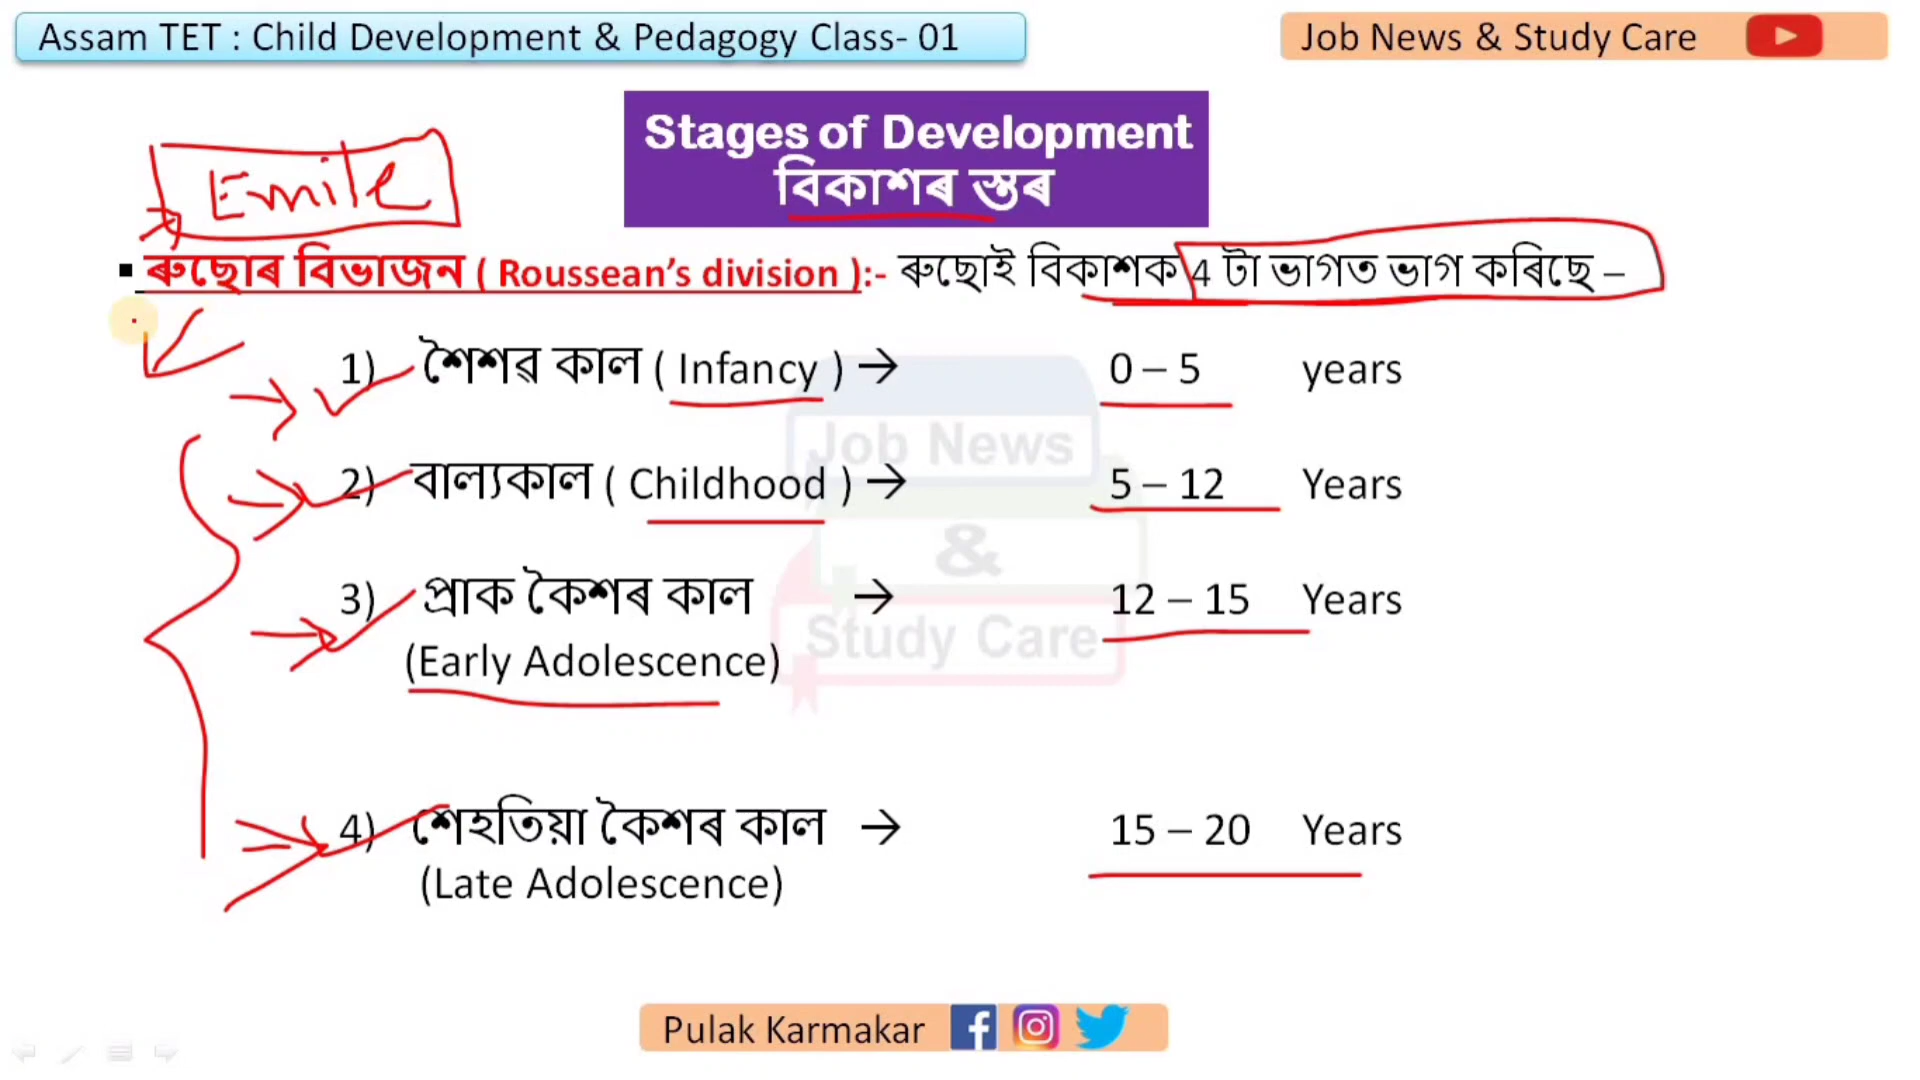 Assam TET : Child Development & Pedagogy Class- 01
Job News & Study Care
Stages of Development
বিকাশৰ স্তৰ
Emile
ৰুছোৰ বিভাজন ( Roussean’s division ):- ৰুছোই বিকাশক 4 টা ভাগত ভাগ কৰিছে –
1) শৈশৱ কাল ( Infancy ) → 0 – 5 years
2) বাল্যকাল ( Childhood ) → 5 – 12 Years
3) প্ৰাক কৈশৰ কাল → 12 – 15 Years
(Early Adolescence)
4) শেহতিয়া কৈশৰ কাল → 15 – 20 Years
(Late Adolescence)
Job News
&
Study Care
Pulak Karmakar